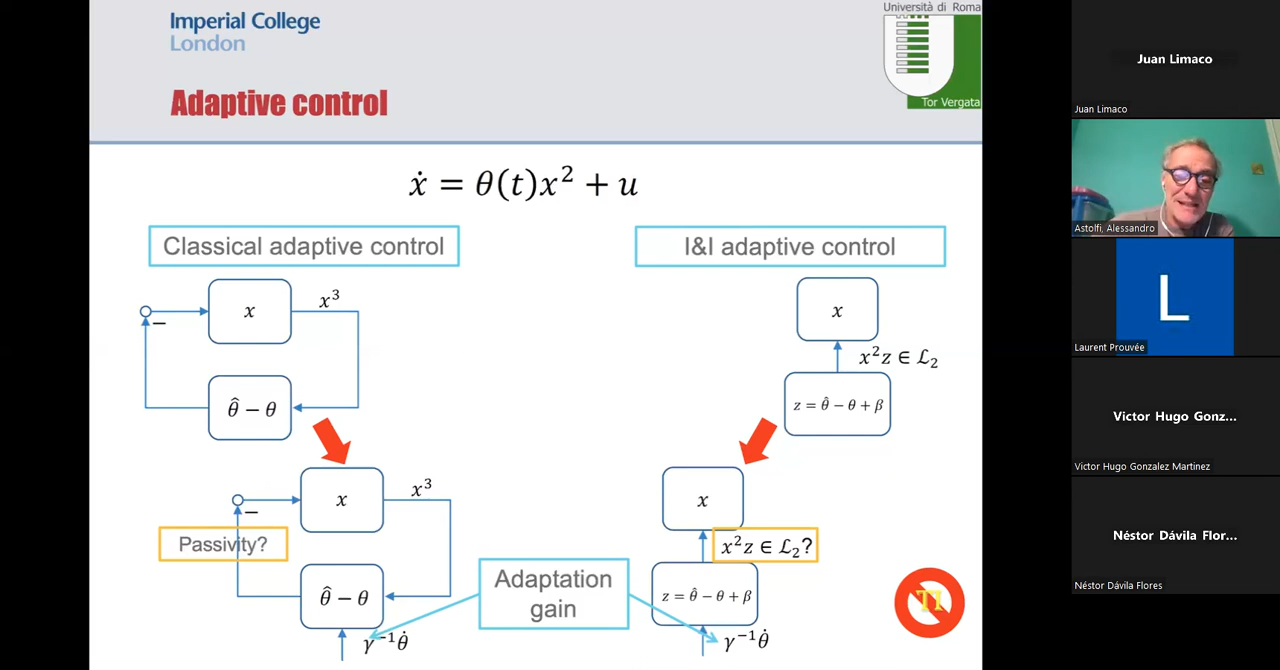 Imperial College
London
Università di Roma
Tor Vergata
Adaptive control
ẋ = θ(t)x² + u
Classical adaptive control
I&I adaptive control
x
x³
−
θ̂ − θ
x
x²z ∈ ℒ₂
z = θ̂ − θ + β
x
x³
−
Passivity?
θ̂ − θ
γ⁻¹θ̇
Adaptation
gain
x
x²z ∈ ℒ₂?
z = θ̂ − θ + β
γ⁻¹θ̇
TI
Juan Limaco
Juan Limaco
Astolfi, Alessandro
L
Laurent Prouvée
Victor Hugo Gonz...
Victor Hugo Gonzalez Martinez
Néstor Dávila Flor...
Néstor Dávila Flores